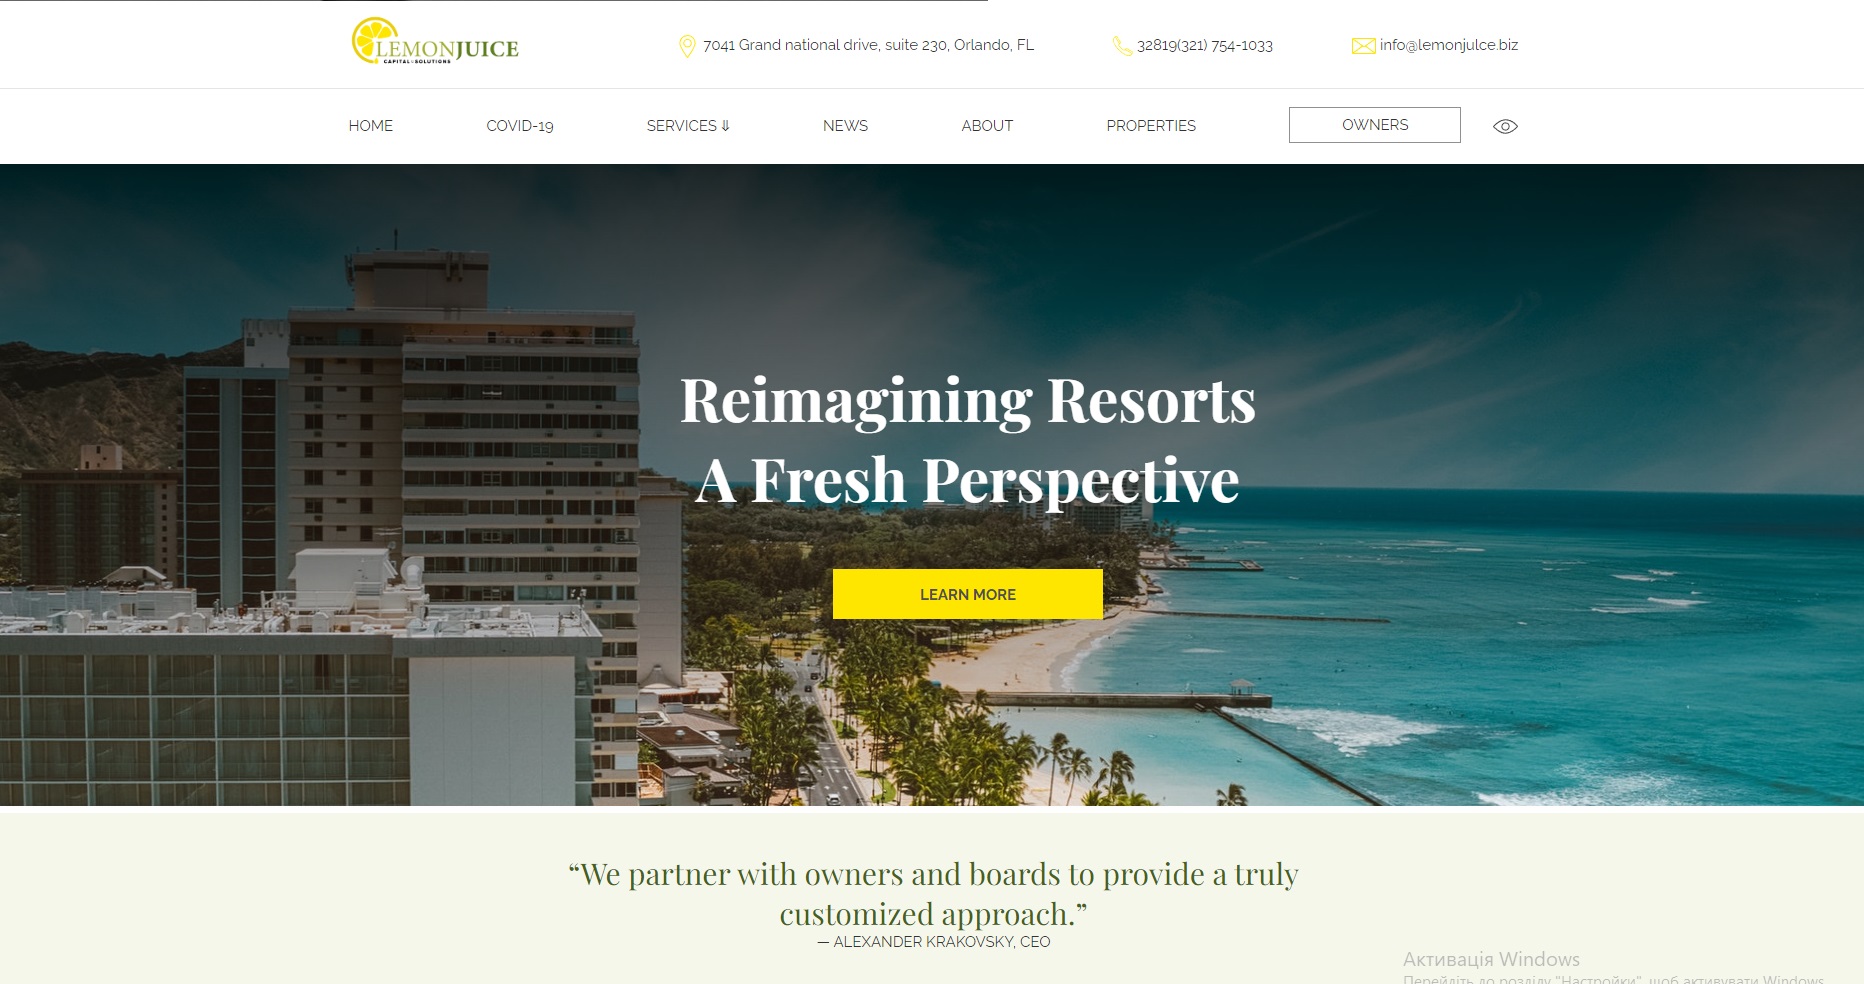 LEMONJUICE
CAPITAL & SOLUTIONS
7041 Grand national drive, suite 230, Orlando, FL
32819(321) 754-1033
info@lemonjulce.biz
HOME
COVID-19
SERVICES ⇓
NEWS
ABOUT
PROPERTIES
OWNERS
Reimagining Resorts
A Fresh Perspective
LEARN MORE
“We partner with owners and boards to provide a truly
customized approach.”
— ALEXANDER KRAKOVSKY, CEO
Активація Windows
Перейдіть до розділу "Настройки", щоб активувати Windows.